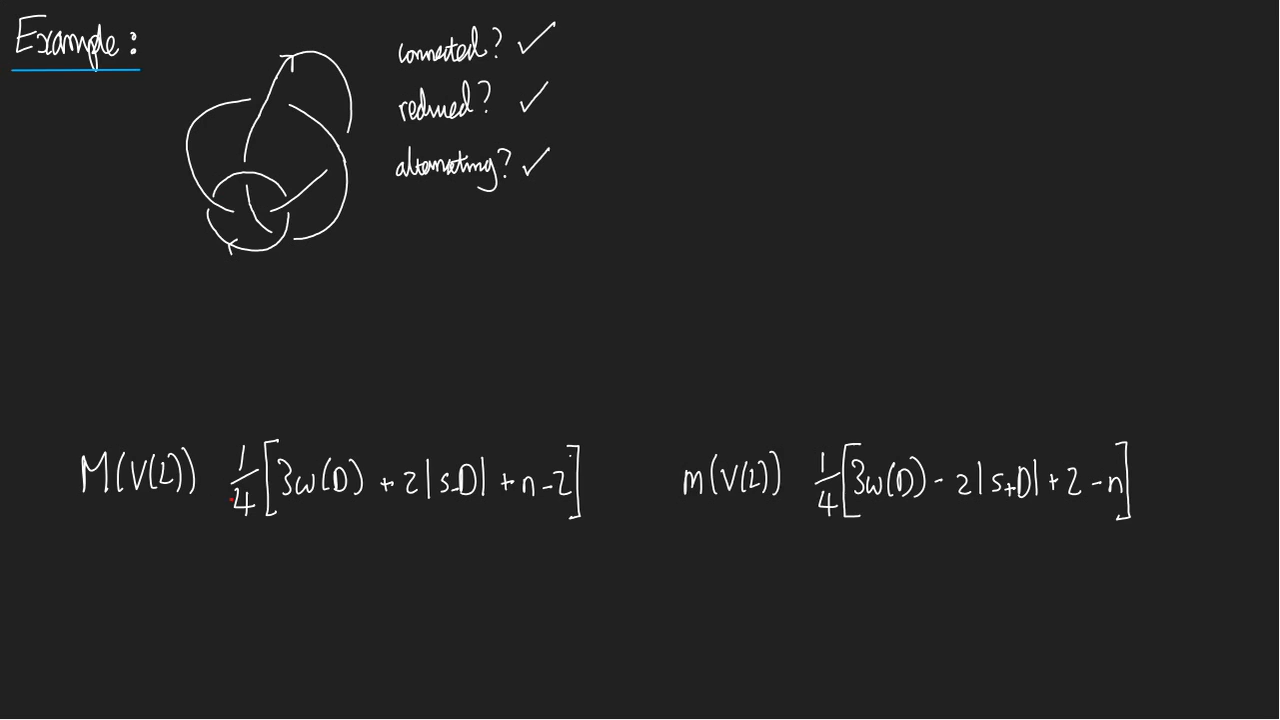 Example:
connected? ✓
reduced? ✓
alternating? ✓
M(V(L)) 1/4[3w(D) + 2|s-D| + n-2]
m(V(L)) 1/4[3w(D) - 2|s+D| + 2-n]